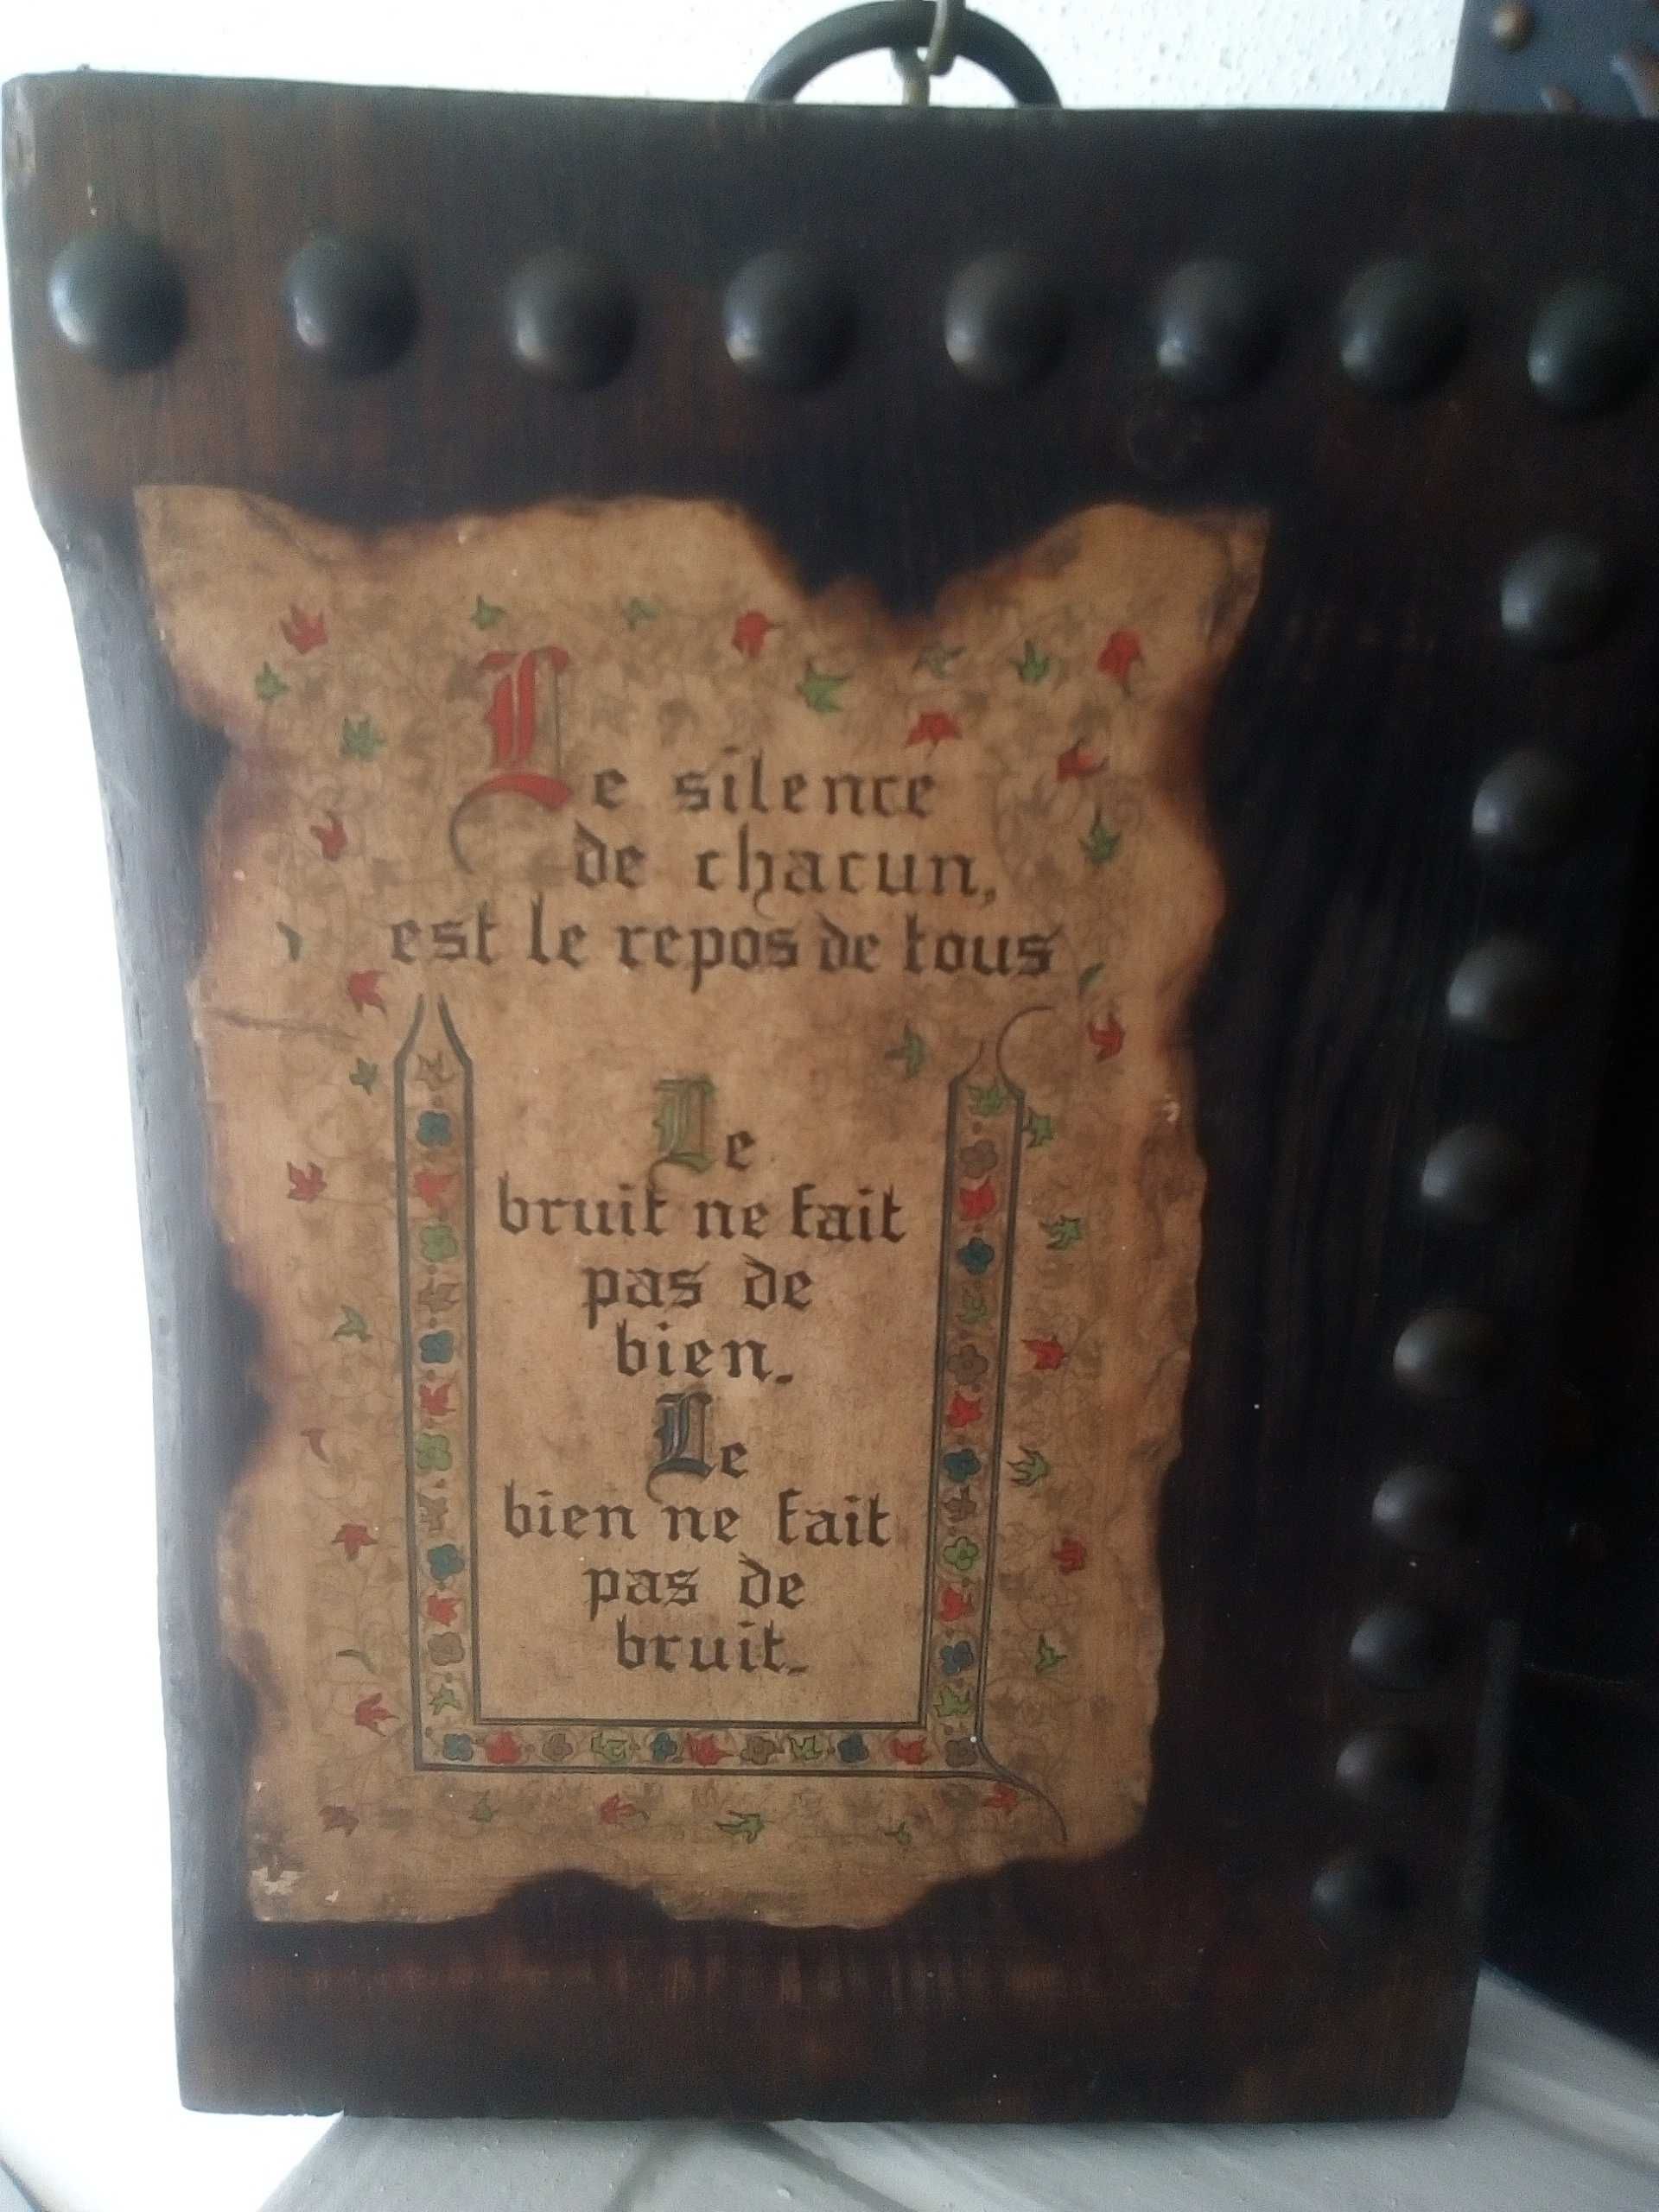 Le silence
de chacun,
est le repos de tous
Le
bruit ne fait
pas de
bien.
Le
bien ne fait
pas de
bruit.